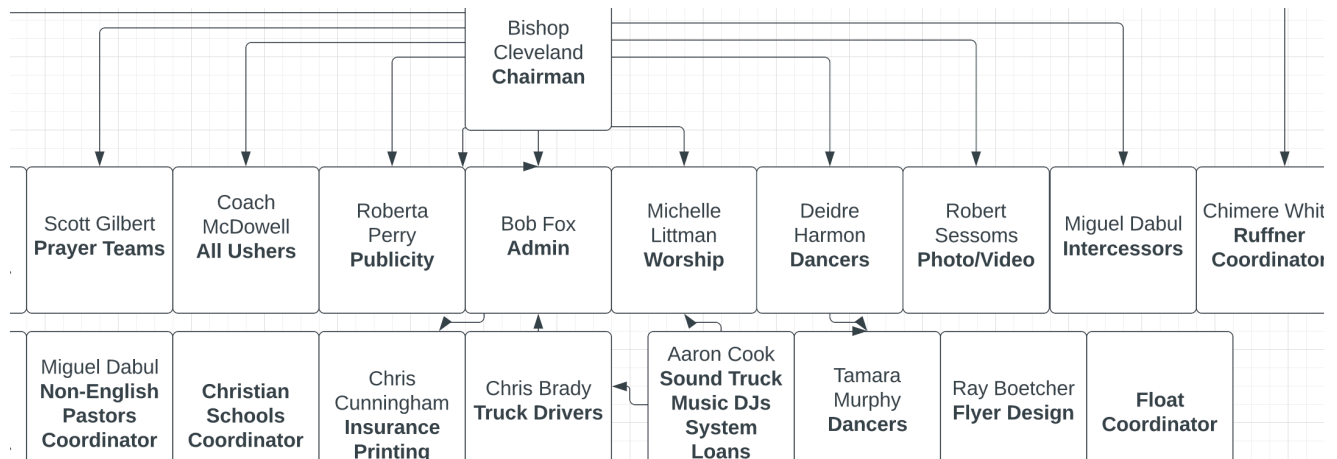 Bishop
Cleveland
Chairman
Scott Gilbert
Prayer Teams
Coach
McDowell
All Ushers
Roberta
Perry
Publicity
Bob Fox
Admin
Michelle
Littman
Worship
Deidre
Harmon
Dancers
Robert
Sessoms
Photo/Video
Miguel Dabul
Intercessors
Chimere Whit
Ruffner
Coordinator
Miguel Dabul
Non-English
Pastors
Coordinator
Christian
Schools
Coordinator
Chris
Cunningham
Insurance
Printing
Chris Brady
Truck Drivers
Aaron Cook
Sound Truck
Music DJs
System
Loans
Tamara
Murphy
Dancers
Ray Boetcher
Flyer Design
Float
Coordinator